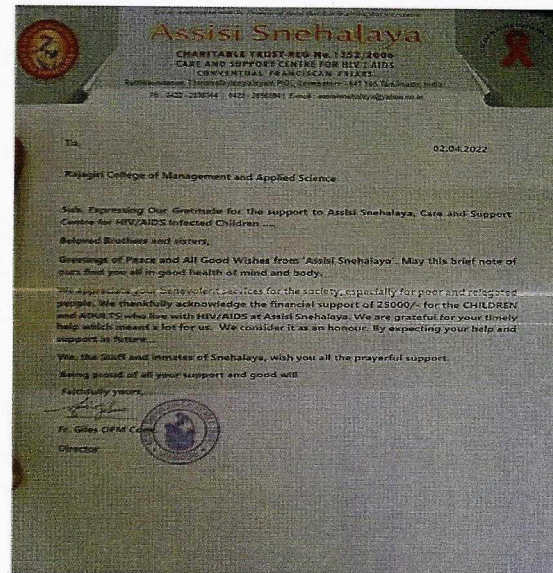 Assisi Snehalaya
CHARITABLE TRUST-REG No.1352/2006
CARE AND SUPPORT CENTRE FOR HIV / AIDS
CONVENTUAL FRANCISCAN FRIARS
To,
02.04.2022
Rajagiri College of Management and Applied Science
Sub: Expressing Our Gratitude for the support to Assisi Snehalaya, Care and Support
Centre for HIV/AIDS Infected Children ....
Beloved Brothers and sisters,
Greetings of Peace and All Good Wishes from 'Assisi Snehalaya'. May this brief note of
ours find you all in good health of mind and body.
We appreciate your Benevolent services for the society, especially for poor and relegated
people. We thankfully acknowledge the financial support of 25000/- for the CHILDREN
and ADULTS who live with HIV/AIDS at Assisi Snehalaya. We are grateful for your timely
help which meant a lot for us. We consider it as an honour. By expecting your help and
support in future...
We, the Staff and inmates of Snehalaya, wish you all the prayerful support.
Being proud of all your support and good will
Faithfully yours,
Fr. Giles OFM Conv
Director